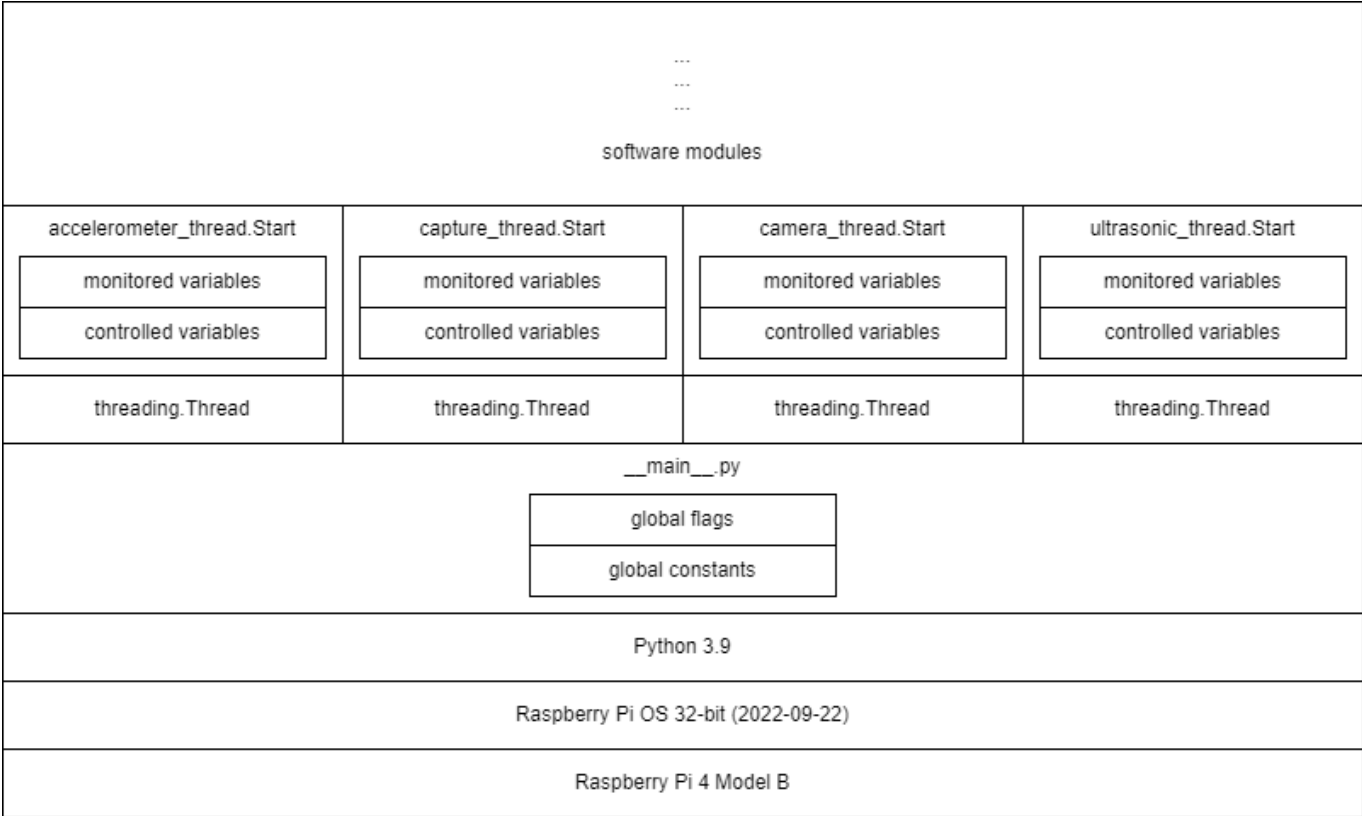 ...
...
...
software modules
accelerometer_thread.Start
capture_thread.Start
camera_thread.Start
ultrasonic_thread.Start
monitored variables
monitored variables
monitored variables
monitored variables
controlled variables
controlled variables
controlled variables
controlled variables
threading.Thread
threading.Thread
threading.Thread
threading.Thread
__main__.py
global flags
global constants
Python 3.9
Raspberry Pi OS 32-bit (2022-09-22)
Raspberry Pi 4 Model B